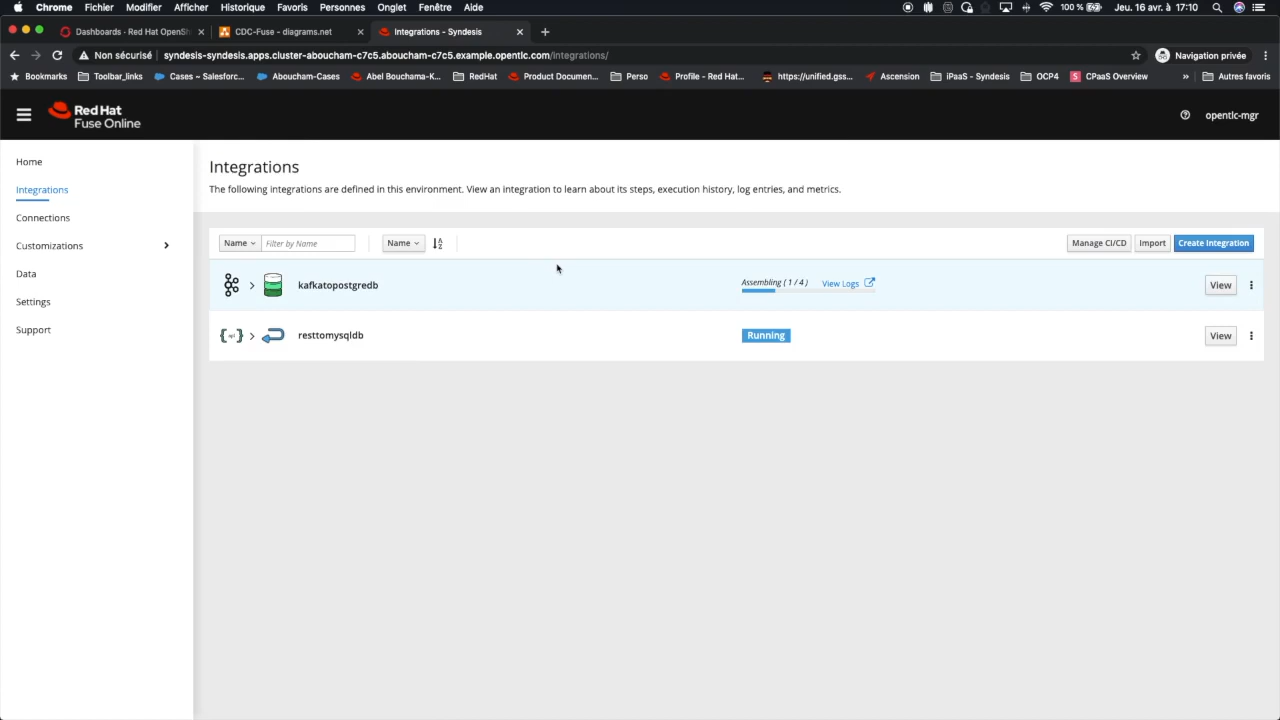 Chrome Fichier Modifier Afficher Historique Favoris Personnes Onglet Fenêtre Aide 100 % Jeu. 16 avr. à 17:10
Dashboards · Red Hat OpenSh
CDC-Fuse - diagrams.net
Integrations - Syndesis
Non sécurisé syndesis-syndesis.apps.cluster-aboucham-c7c5.aboucham-c7c5.example.opentlc.com/integrations/ Navigation privée
Bookmarks Toolbar_links Cases ~ Salesforc... Aboucham-Cases Abel Bouchama-K... RedHat Product Documen... Perso Profile - Red Hat... https://unified.gss... Ascension iPaaS - Syndesis OCP4 CPaaS Overview » Autres favoris
Red Hat
Fuse Online
opentlc-mgr
Home
Integrations
Connections
Customizations
Data
Settings
Support
Integrations
The following integrations are defined in this environment. View an integration to learn about its steps, execution history, log entries, and metrics.
Name Filter by Name Name Manage CI/CD Import Create Integration
kafkatopostgredb Assembling ( 1 / 4 ) View Logs View
{ api } resttomysqldb Running View